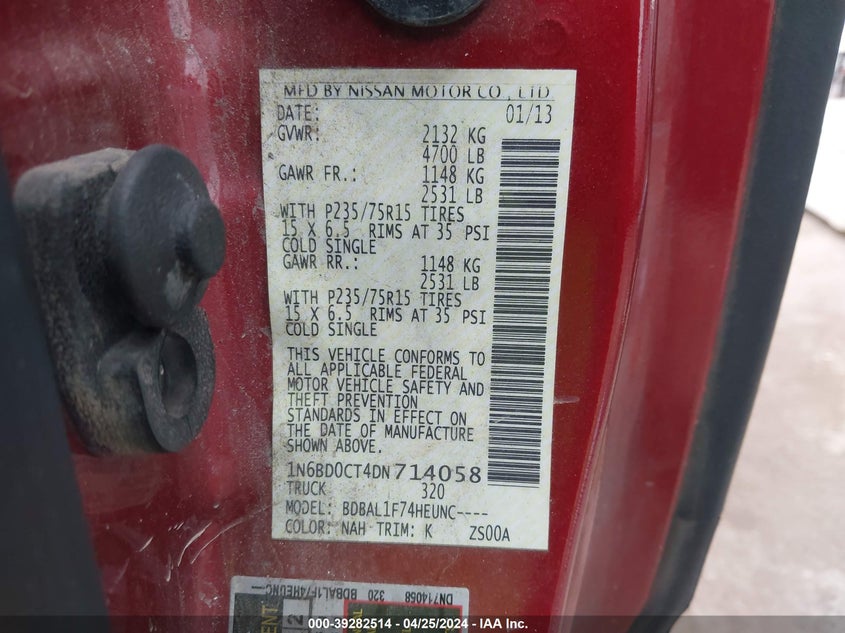 MFD BY NISSAN MOTOR CO., LTD.
DATE: 01/13
GVWR: 2132 KG
4700 LB
GAWR FR.: 1148 KG
2531 LB
WITH P235/75R15 TIRES
15 X 6.5 RIMS AT 35 PSI
COLD SINGLE
GAWR RR.: 1148 KG
2531 LB
WITH P235/75R15 TIRES
15 X 6.5 RIMS AT 35 PSI
COLD SINGLE
THIS VEHICLE CONFORMS TO
ALL APPLICABLE FEDERAL
MOTOR VEHICLE SAFETY AND
THEFT PREVENTION
STANDARDS IN EFFECT ON
THE DATE OF MANUFACTURE
SHOWN ABOVE.
1N6BD0CT4DN714058
TRUCK 320
MODEL: BDBAL1F74HEUNC----
COLOR: NAH TRIM: K ZS00A
DN714058 320 BDBAL1F74HEUNC-
000-39282514 - 04/25/2024 - IAA Inc.